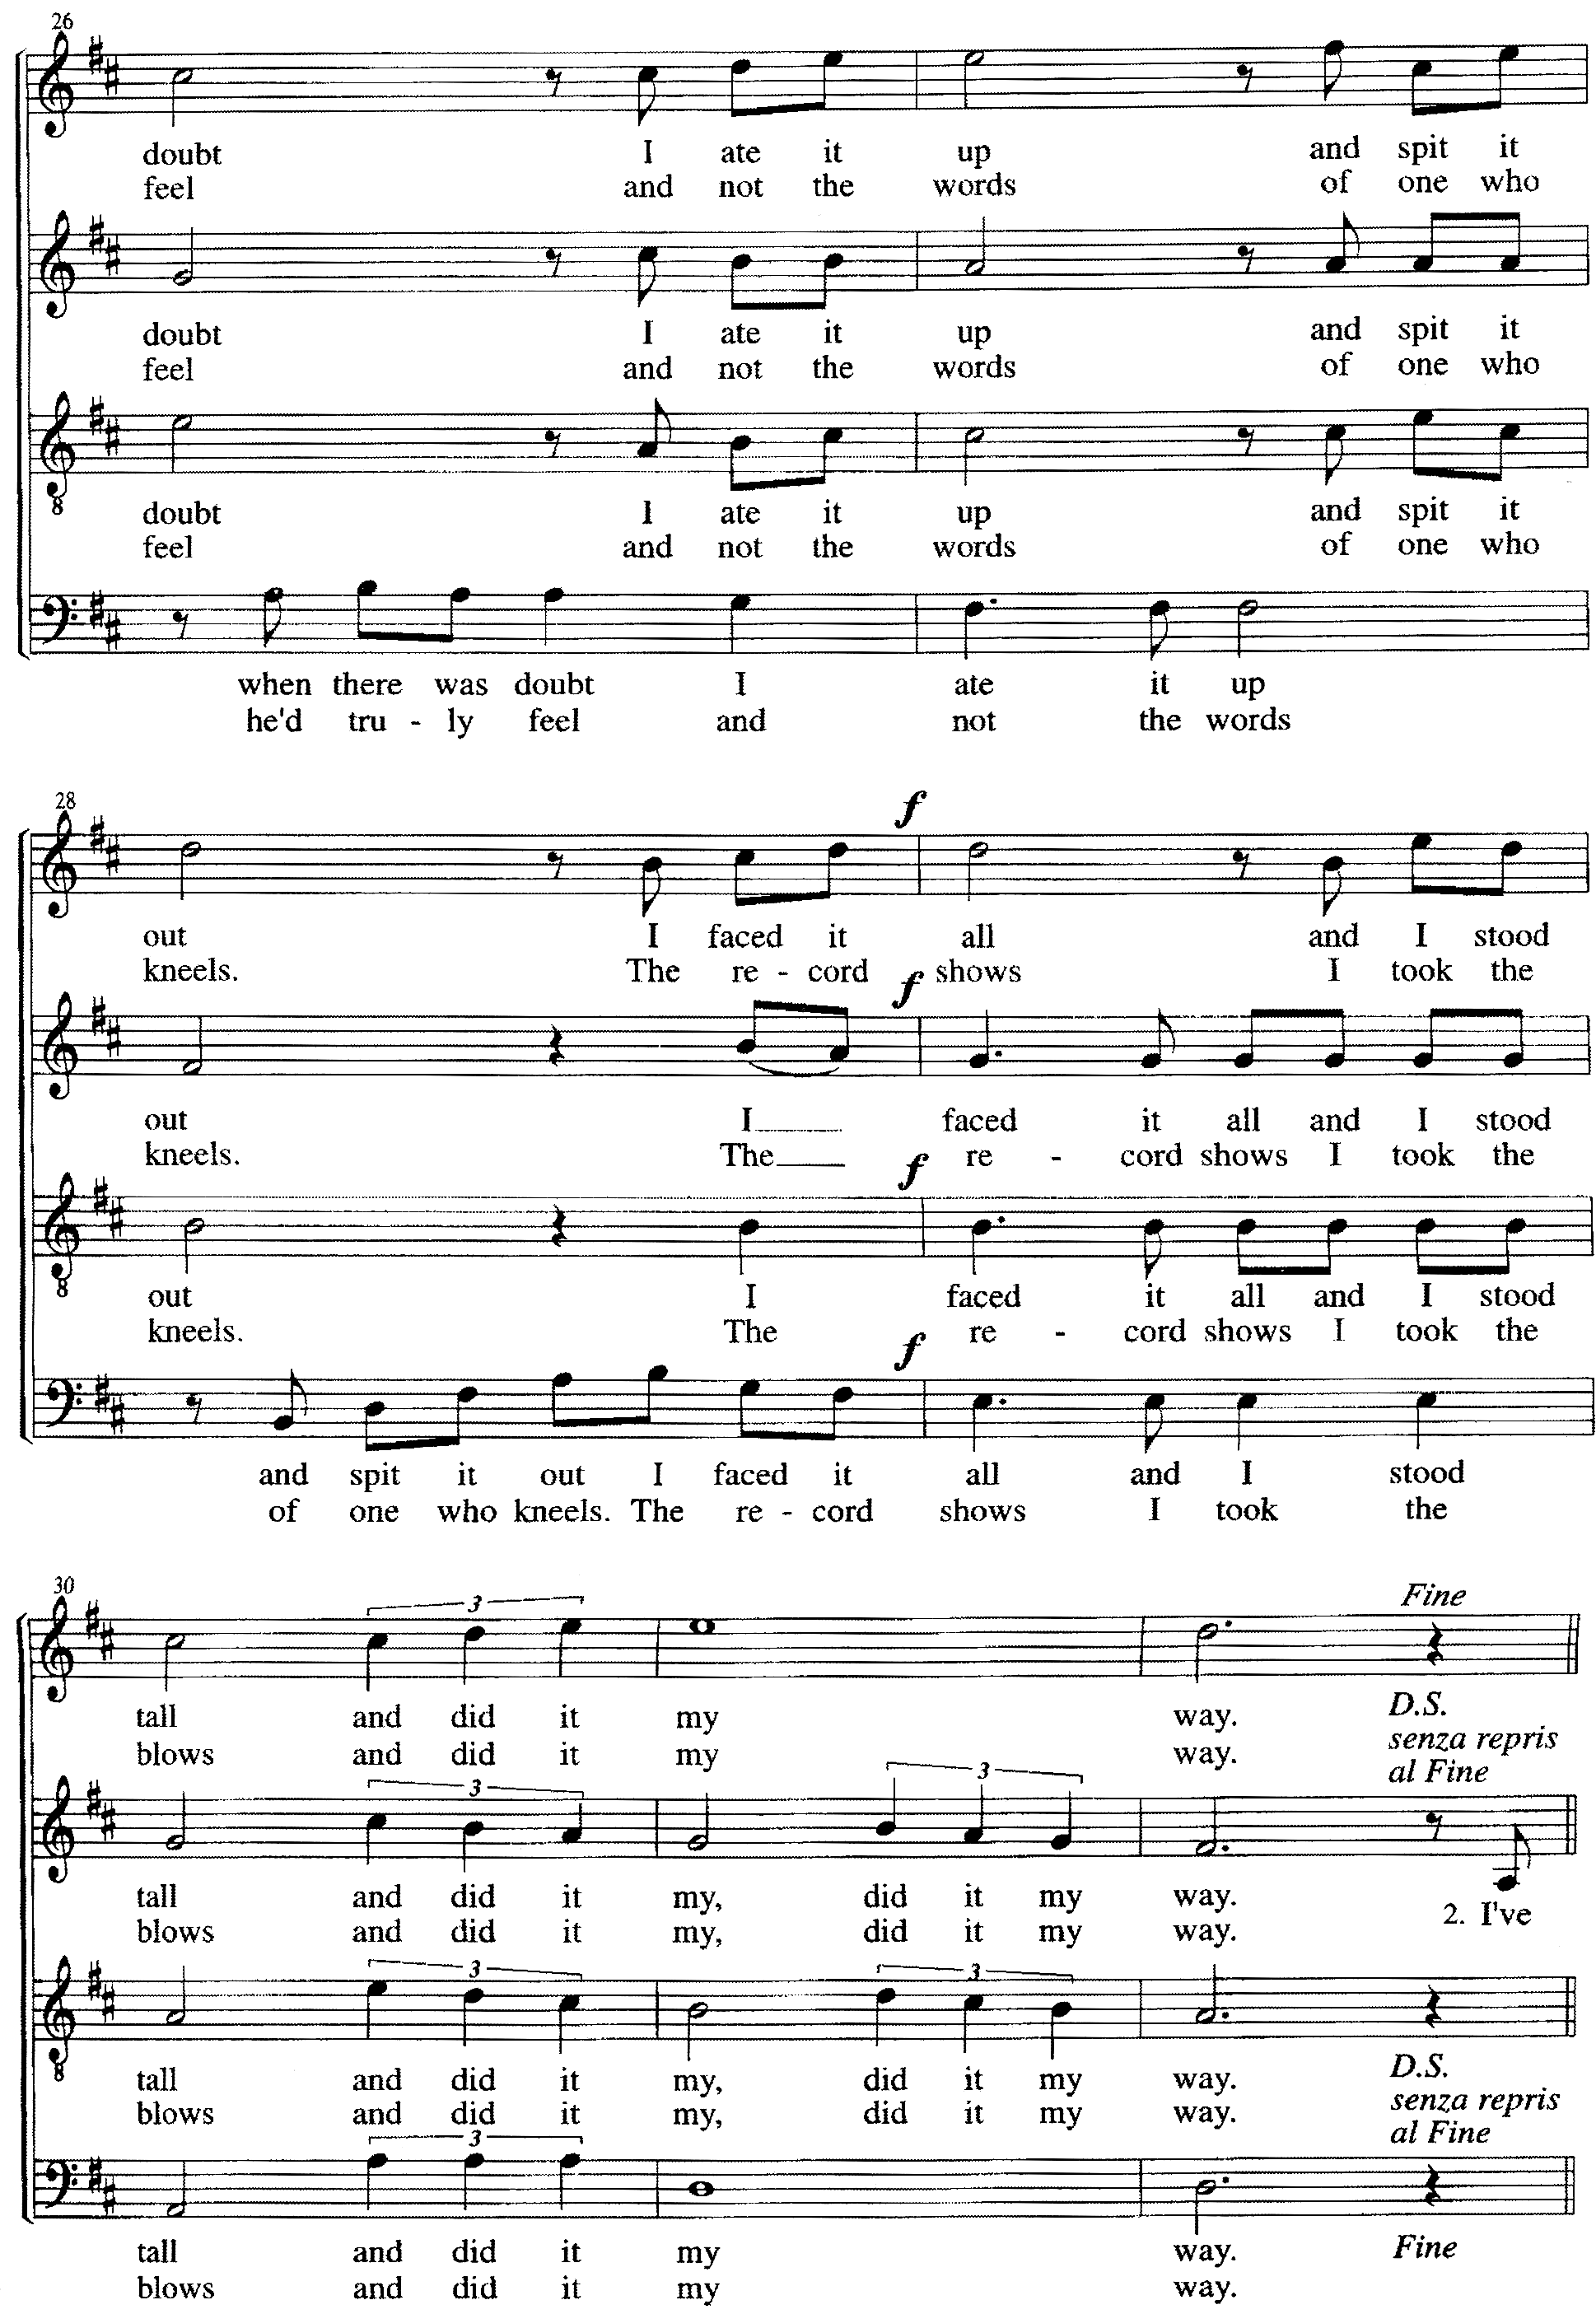 26
doubt I ate it up and spit it
feel and not the words of one who
doubt I ate it up and spit it
feel and not the words of one who
8
doubt I ate it up and spit it
feel and not the words of one who
when there was doubt I ate it up
he'd tru - ly feel and not the words
28
f
out I faced it all and I stood
kneels. The re - cord shows I took the
f
out I faced it all and I stood
kneels. The re - cord shows I took the
f
8
out I faced it all and I stood
kneels. The re - cord shows I took the
f
and spit it out I faced it all and I stood
of one who kneels. The re - cord shows I took the
30
3
Fine
tall and did it my way.
blows and did it my way.
D.S.
senza repris
al Fine
3 3
tall and did it my, did it my way. 2. I've
blows and did it my, did it my way.
3 3
8
tall and did it my, did it my way.
blows and did it my, did it my way.
D.S.
senza repris
al Fine
3
tall and did it my way. Fine
blows and did it my way.